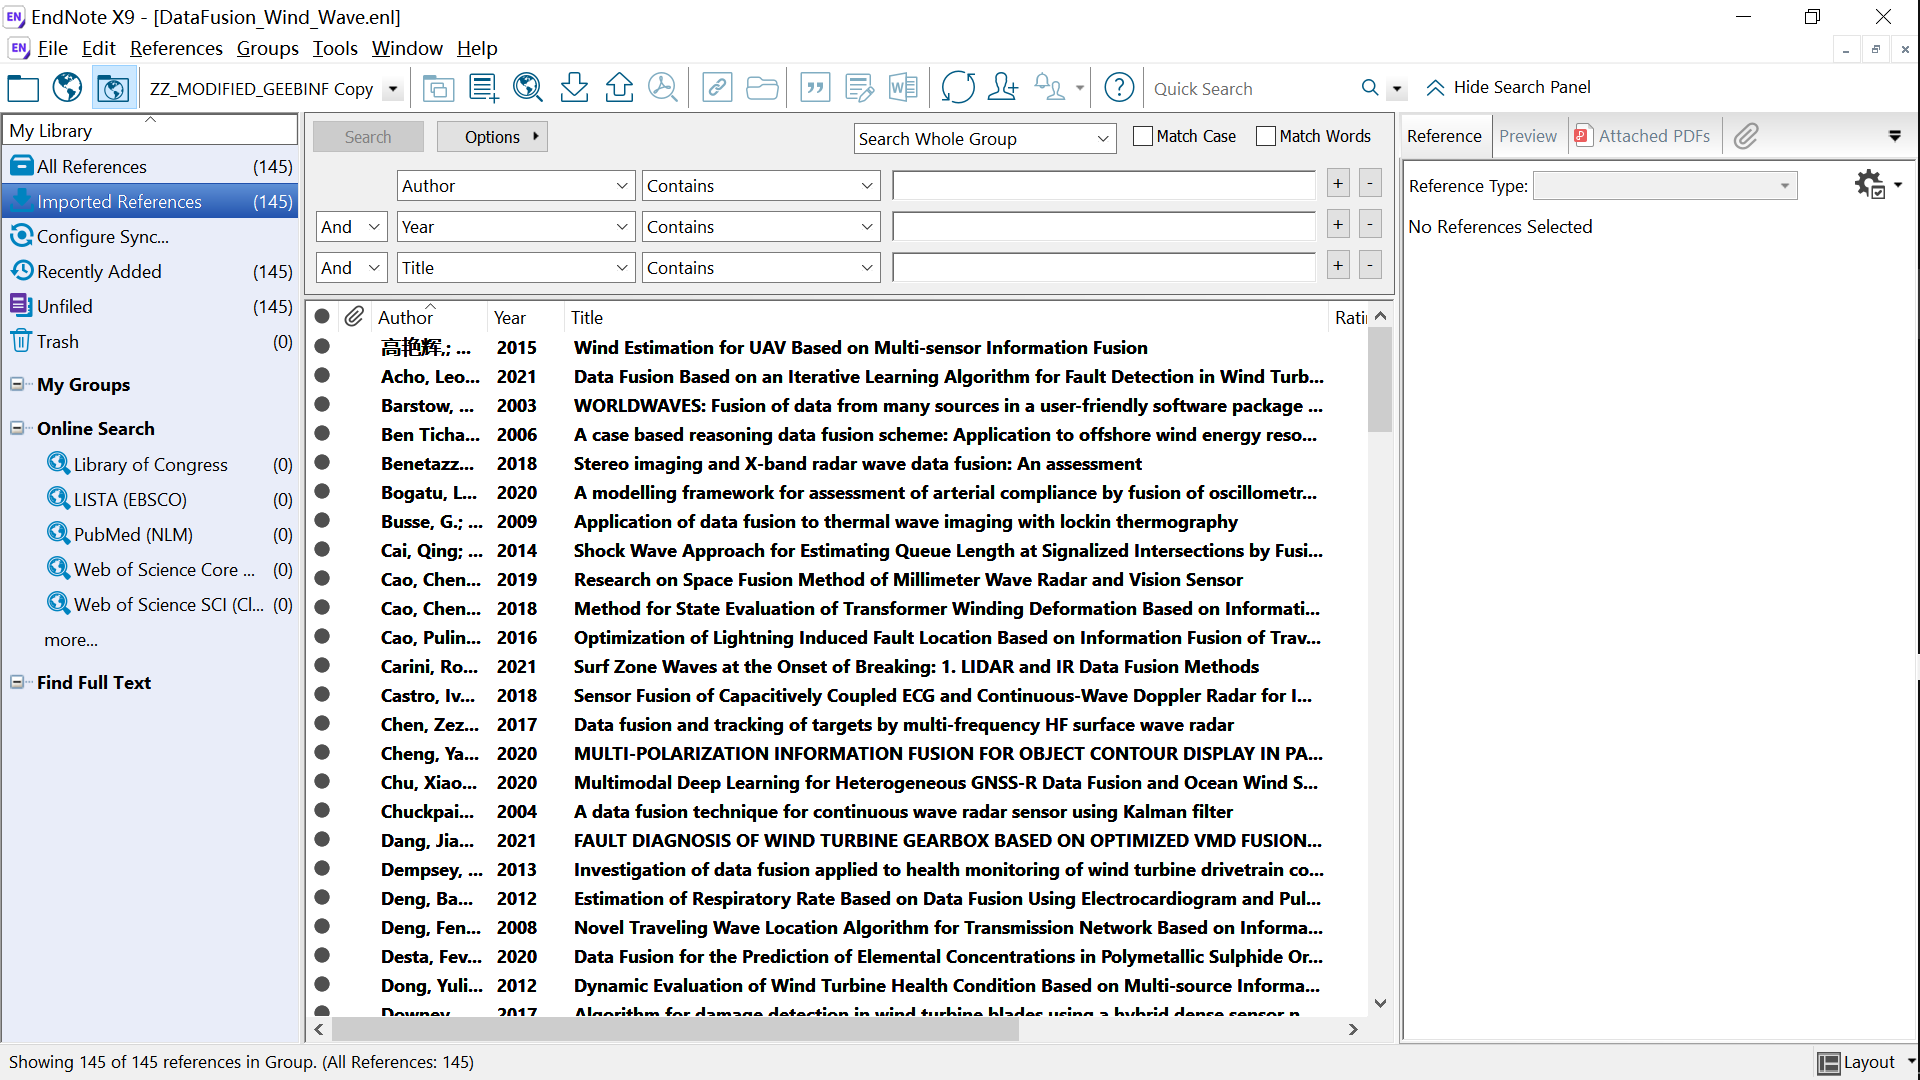 EndNote X9 - [DataFusion_Wind_Wave.enl]
File Edit References Groups Tools Window Help
ZZ_MODIFIED_GEEBINF Copy
Quick Search
Hide Search Panel
My Library
All References (145)
Imported References (145)
Configure Sync...
Recently Added (145)
Unfiled (145)
Trash (0)
My Groups
Online Search
Library of Congress (0)
LISTA (EBSCO) (0)
PubMed (NLM) (0)
Web of Science Core ... (0)
Web of Science SCI (Cl... (0)
more...
Find Full Text
Search Options Search Whole Group Match Case Match Words
Author Contains + -
And Year Contains + -
And Title Contains + -
Author Year Title Rati
高艳辉,; ... 2015 Wind Estimation for UAV Based on Multi-sensor Information Fusion
Acho, Leo... 2021 Data Fusion Based on an Iterative Learning Algorithm for Fault Detection in Wind Turb...
Barstow, ... 2003 WORLDWAVES: Fusion of data from many sources in a user-friendly software package ...
Ben Ticha... 2006 A case based reasoning data fusion scheme: Application to offshore wind energy reso...
Benetazz... 2018 Stereo imaging and X-band radar wave data fusion: An assessment
Bogatu, L... 2020 A modelling framework for assessment of arterial compliance by fusion of oscillometr...
Busse, G.; ... 2009 Application of data fusion to thermal wave imaging with lockin thermography
Cai, Qing; ... 2014 Shock Wave Approach for Estimating Queue Length at Signalized Intersections by Fusi...
Cao, Chen... 2019 Research on Space Fusion Method of Millimeter Wave Radar and Vision Sensor
Cao, Chen... 2018 Method for State Evaluation of Transformer Winding Deformation Based on Informati...
Cao, Pulin... 2016 Optimization of Lightning Induced Fault Location Based on Information Fusion of Trav...
Carini, Ro... 2021 Surf Zone Waves at the Onset of Breaking: 1. LIDAR and IR Data Fusion Methods
Castro, Iv... 2018 Sensor Fusion of Capacitively Coupled ECG and Continuous-Wave Doppler Radar for I...
Chen, Zez... 2017 Data fusion and tracking of targets by multi-frequency HF surface wave radar
Cheng, Ya... 2020 MULTI-POLARIZATION INFORMATION FUSION FOR OBJECT CONTOUR DISPLAY IN PA...
Chu, Xiao... 2020 Multimodal Deep Learning for Heterogeneous GNSS-R Data Fusion and Ocean Wind S...
Chuckpai... 2004 A data fusion technique for continuous wave radar sensor using Kalman filter
Dang, Jia... 2021 FAULT DIAGNOSIS OF WIND TURBINE GEARBOX BASED ON OPTIMIZED VMD FUSION...
Dempsey, ... 2013 Investigation of data fusion applied to health monitoring of wind turbine drivetrain co...
Deng, Ba... 2012 Estimation of Respiratory Rate Based on Data Fusion Using Electrocardiogram and Pul...
Deng, Fen... 2008 Novel Traveling Wave Location Algorithm for Transmission Network Based on Informa...
Desta, Fev... 2020 Data Fusion for the Prediction of Elemental Concentrations in Polymetallic Sulphide Or...
Dong, Yuli... 2012 Dynamic Evaluation of Wind Turbine Health Condition Based on Multi-source Informa...
Downey, 2017 Algorithm for damage detection in wind turbine blades using a hybrid dense sensor n
Reference Preview Attached PDFs
Reference Type:
No References Selected
Showing 145 of 145 references in Group. (All References: 145)
Layout